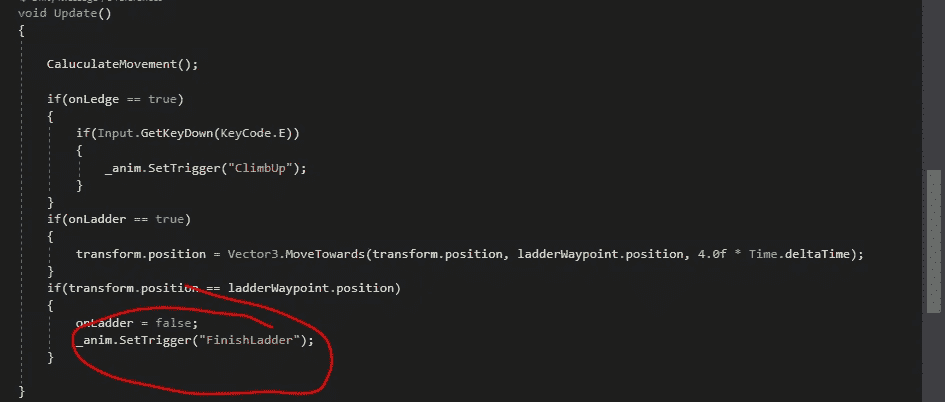 void Update()
{
CaluculateMovement();
if(onLedge == true)
{
if(Input.GetKeyDown(KeyCode.E))
{
_anim.SetTrigger("ClimbUp");
}
}
if(onLadder == true)
{
transform.position = Vector3.MoveTowards(transform.position, ladderWaypoint.position, 4.0f * Time.deltaTime);
}
if(transform.position == ladderWaypoint.position)
{
onLadder = false;
_anim.SetTrigger("FinishLadder");
}
}